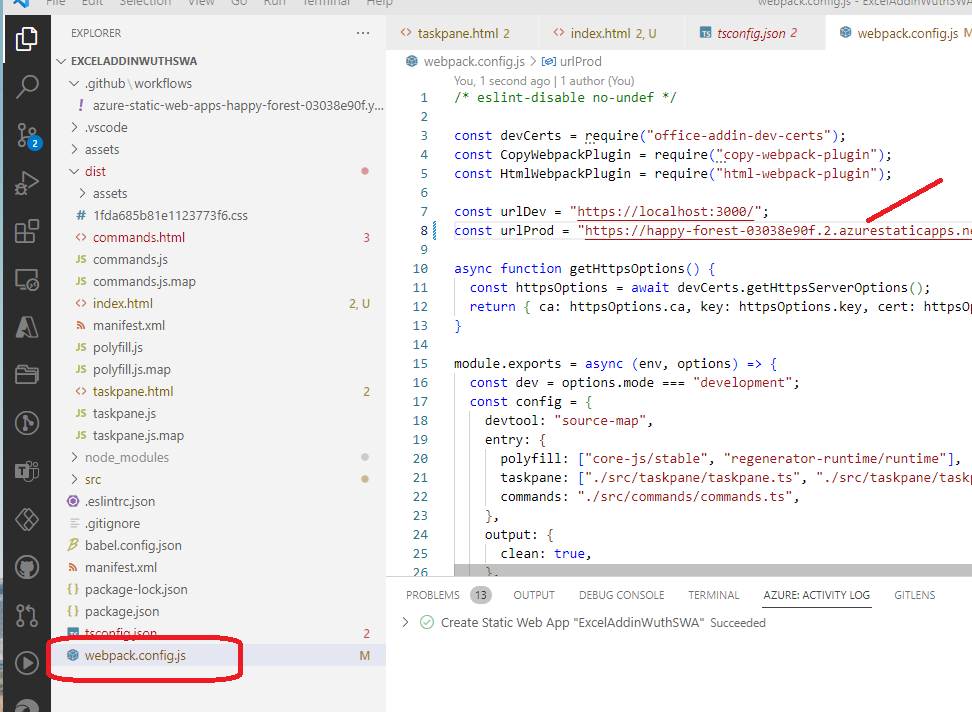 File Edit Selection View Go Run Terminal Help
webpack.config.js - ExcelAddinWuthSWA
EXPLORER
EXCELADDINWUTHSWA
.github \ workflows
! azure-static-web-apps-happy-forest-03038e90f.y...
.vscode
assets
dist
assets
# 1fda685b81e1123773f6.css
<> commands.html 3
JS commands.js
JS commands.js.map
<> index.html 2, U
manifest.xml
JS polyfill.js
JS polyfill.js.map
<> taskpane.html 2
JS taskpane.js
JS taskpane.js.map
node_modules
src
.eslintrc.json
.gitignore
babel.config.json
manifest.xml
{ } package-lock.json
{ } package.json
tsconfig.json 2
webpack.config.js M
2
<> taskpane.html 2
<> index.html 2, U
TS tsconfig.json 2
webpack.config.js M
webpack.config.js > urlProd
You, 1 second ago | 1 author (You)
1 /* eslint-disable no-undef */
2
3 const devCerts = require("office-addin-dev-certs");
4 const CopyWebpackPlugin = require("copy-webpack-plugin");
5 const HtmlWebpackPlugin = require("html-webpack-plugin");
6
7 const urlDev = "https://localhost:3000/";
8 const urlProd = "https://happy-forest-03038e90f.2.azurestaticapps.ne
9
10 async function getHttpsOptions() {
11 const httpsOptions = await devCerts.getHttpsServerOptions();
12 return { ca: httpsOptions.ca, key: httpsOptions.key, cert: httpsOp
13 }
14
15 module.exports = async (env, options) => {
16 const dev = options.mode === "development";
17 const config = {
18 devtool: "source-map",
19 entry: {
20 polyfill: ["core-js/stable", "regenerator-runtime/runtime"],
21 taskpane: ["./src/taskpane/taskpane.ts", "./src/taskpane/taskp
22 commands: "./src/commands/commands.ts",
23 },
24 output: {
25 clean: true,
26 },
PROBLEMS 13 OUTPUT DEBUG CONSOLE TERMINAL AZURE: ACTIVITY LOG GITLENS
Create Static Web App "ExcelAddinWuthSWA" Succeeded